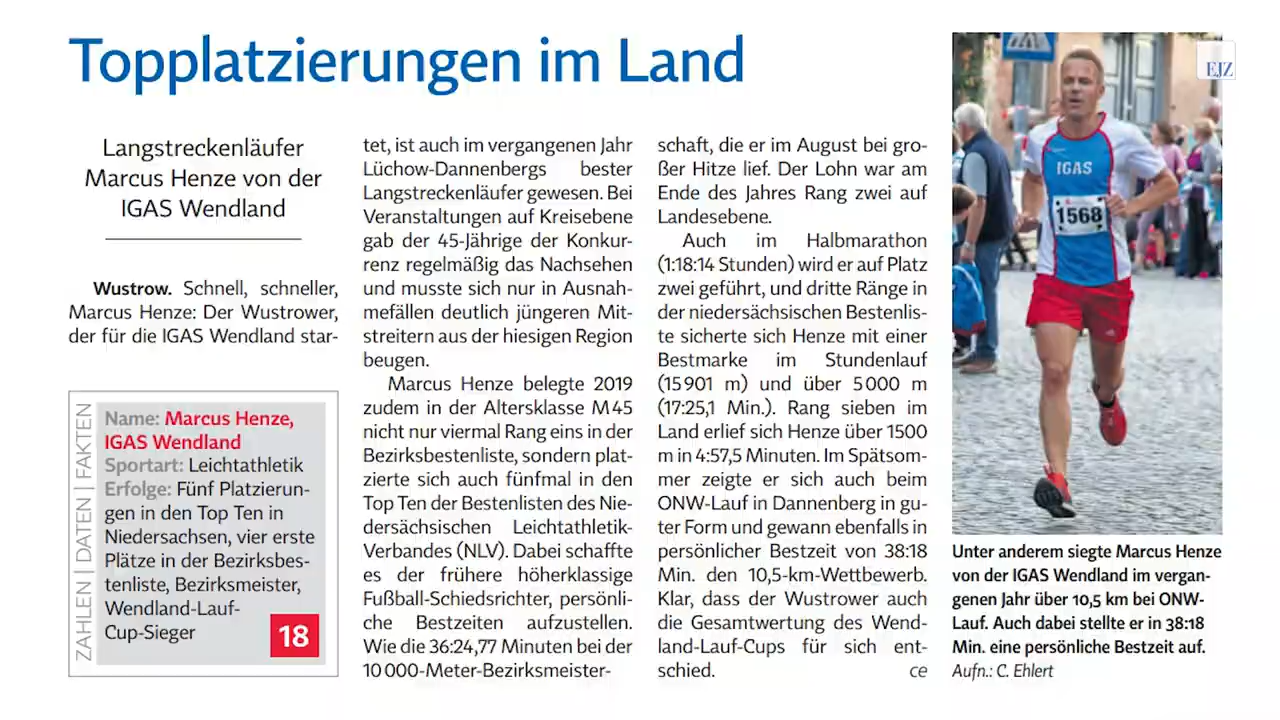 Topplatzierungen im Land
EJZ
Langstreckenläufer
Marcus Henze von der
IGAS Wendland
Wustrow. Schnell, schneller,
Marcus Henze: Der Wustrower,
der für die IGAS Wendland star-
ZAHLEN | DATEN | FAKTEN
Name: Marcus Henze,
IGAS Wendland
Sportart: Leichtathletik
Erfolge: Fünf Platzierun-
gen in den Top Ten in
Niedersachsen, vier erste
Plätze in der Bezirksbes-
tenliste, Bezirksmeister,
Wendland-Lauf-
Cup-Sieger
18
tet, ist auch im vergangenen Jahr
Lüchow-Dannenbergs bester
Langstreckenläufer gewesen. Bei
Veranstaltungen auf Kreisebene
gab der 45-Jährige der Konkur-
renz regelmäßig das Nachsehen
und musste sich nur in Ausnah-
mefällen deutlich jüngeren Mit-
streitern aus der hiesigen Region
beugen.
Marcus Henze belegte 2019
zudem in der Altersklasse M45
nicht nur viermal Rang eins in der
Bezirksbestenliste, sondern plat-
zierte sich auch fünfmal in den
Top Ten der Bestenlisten des Nie-
dersächsischen Leichtathletik-
Verbandes (NLV). Dabei schaffte
es der frühere höherklassige
Fußball-Schiedsrichter, persönli-
che Bestzeiten aufzustellen.
Wie die 36:24,77 Minuten bei der
10 000-Meter-Bezirksmeister-
schaft, die er im August bei gro-
ßer Hitze lief. Der Lohn war am
Ende des Jahres Rang zwei auf
Landesebene.
Auch im Halbmarathon
(1:18:14 Stunden) wird er auf Platz
zwei geführt, und dritte Ränge in
der niedersächsischen Bestenlis-
te sicherte sich Henze mit einer
Bestmarke im Stundenlauf
(15 901 m) und über 5 000 m
(17:25,1 Min.). Rang sieben im
Land erlief sich Henze über 1500
m in 4:57,5 Minuten. Im Spätsom-
mer zeigte er sich auch beim
ONW-Lauf in Dannenberg in gu-
ter Form und gewann ebenfalls in
persönlicher Bestzeit von 38:18
Min. den 10,5-km-Wettbewerb.
Klar, dass der Wustrower auch
die Gesamtwertung des Wend-
land-Lauf-Cups für sich ent-
schied. ce
IGAS
1568
Unter anderem siegte Marcus Henze
von der IGAS Wendland im vergan-
genen Jahr über 10,5 km bei ONW-
Lauf. Auch dabei stellte er in 38:18
Min. eine persönliche Bestzeit auf.
Aufn.: C. Ehlert